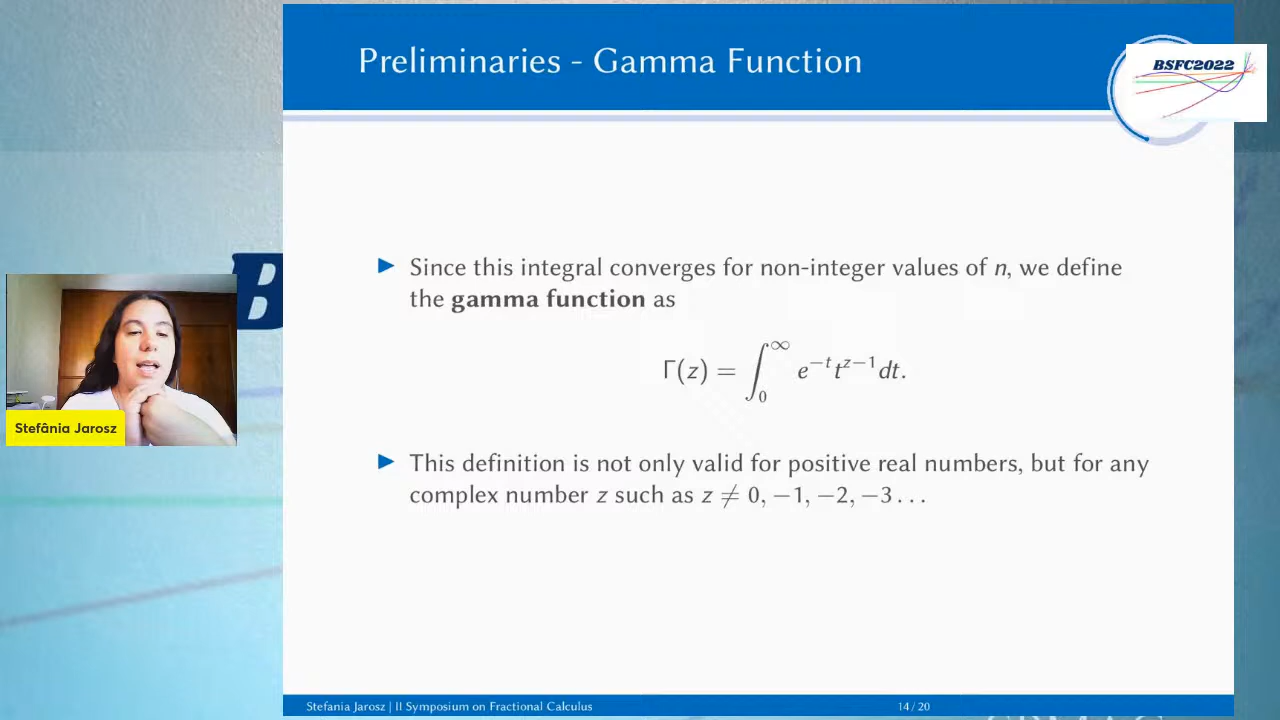 Preliminaries - Gamma Function
BSFC2022
▶ Since this integral converges for non-integer values of n, we define
the gamma function as
Γ(z) = ∫₀^∞ e^{−t} t^{z−1} dt.
▶ This definition is not only valid for positive real numbers, but for any
complex number z such as z ≠ 0, −1, −2, −3 . . .
B
Stefânia Jarosz
Stefania Jarosz | II Symposium on Fractional Calculus
14 / 20